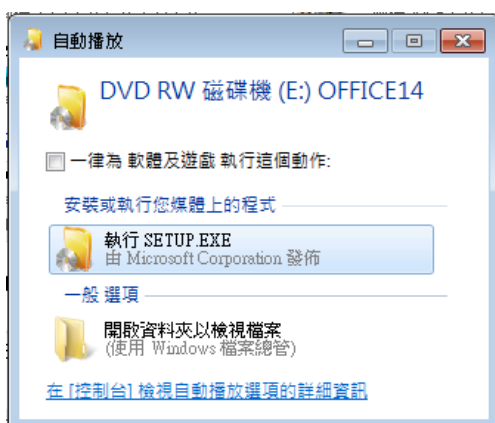 自動播放
DVD RW 磁碟機 (E:) OFFICE14
一律為 軟體及遊戲 執行這個動作:
安裝或執行您媒體上的程式
執行 SETUP.EXE
由 Microsoft Corporation 發佈
一般 選項
開啟資料夾以檢視檔案
(使用 Windows 檔案總管)
在 [控制台] 檢視自動播放選項的詳細資訊